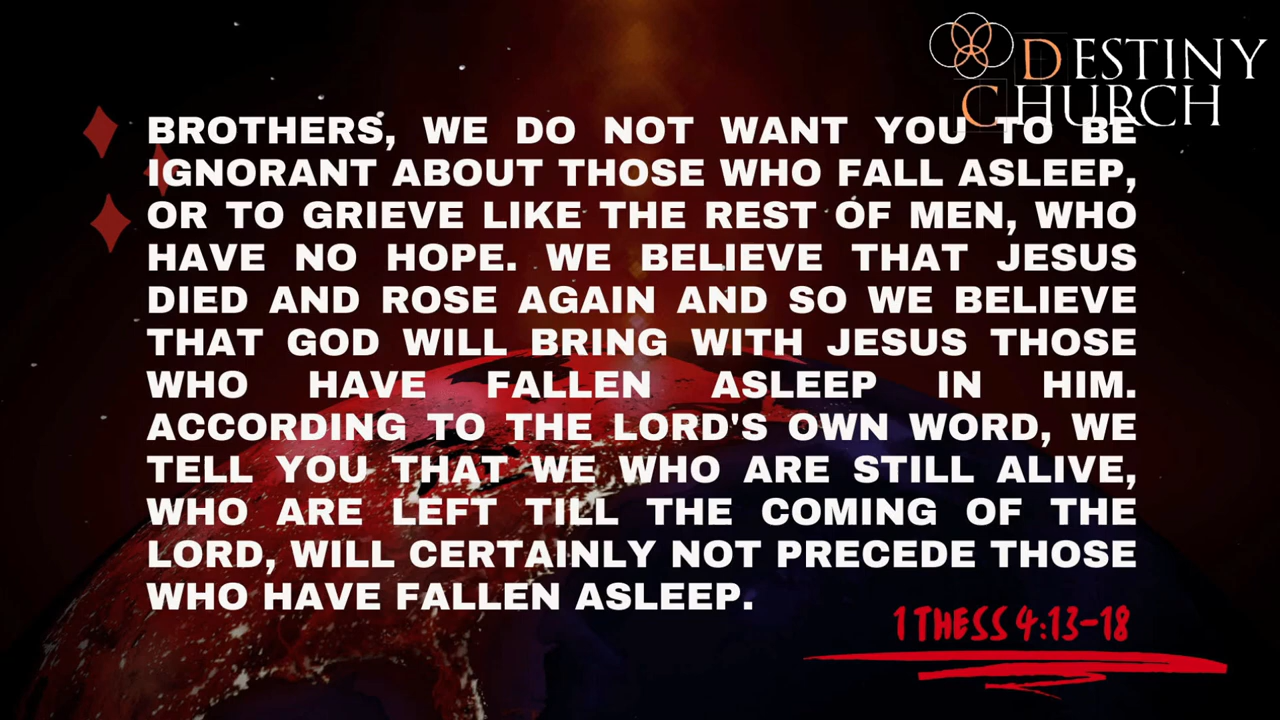 DESTINY
CHURCH
BROTHERS, WE DO NOT WANT YOU TO BE
IGNORANT ABOUT THOSE WHO FALL ASLEEP,
OR TO GRIEVE LIKE THE REST OF MEN, WHO
HAVE NO HOPE. WE BELIEVE THAT JESUS
DIED AND ROSE AGAIN AND SO WE BELIEVE
THAT GOD WILL BRING WITH JESUS THOSE
WHO HAVE FALLEN ASLEEP IN HIM.
ACCORDING TO THE LORD'S OWN WORD, WE
TELL YOU THAT WE WHO ARE STILL ALIVE,
WHO ARE LEFT TILL THE COMING OF THE
LORD, WILL CERTAINLY NOT PRECEDE THOSE
WHO HAVE FALLEN ASLEEP.
1 THESS 4:13-18